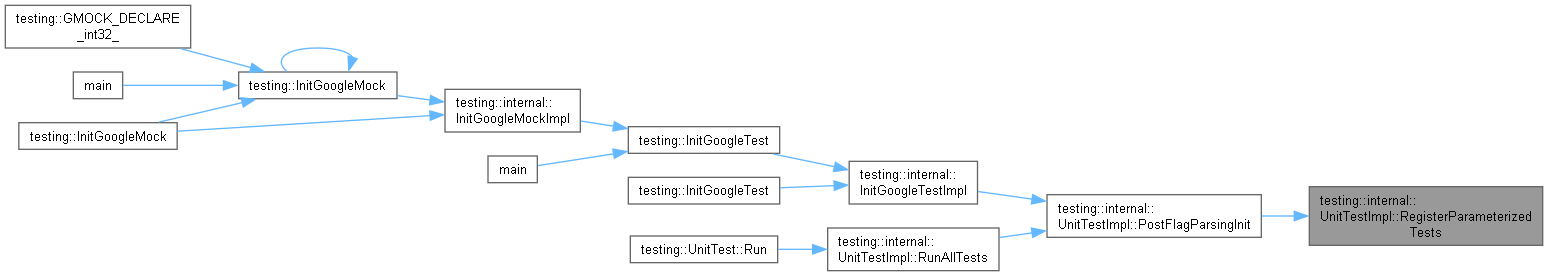 testing::GMOCK_DECLARE
_int32_
main
testing::InitGoogleMock
testing::InitGoogleMock
testing::internal::
InitGoogleMockImpl
testing::InitGoogleTest
main
testing::InitGoogleTest
testing::internal::
InitGoogleTestImpl
testing::UnitTest::Run
testing::internal::
UnitTestImpl::RunAllTests
testing::internal::
UnitTestImpl::PostFlagParsingInit
testing::internal::
UnitTestImpl::RegisterParameterized
Tests